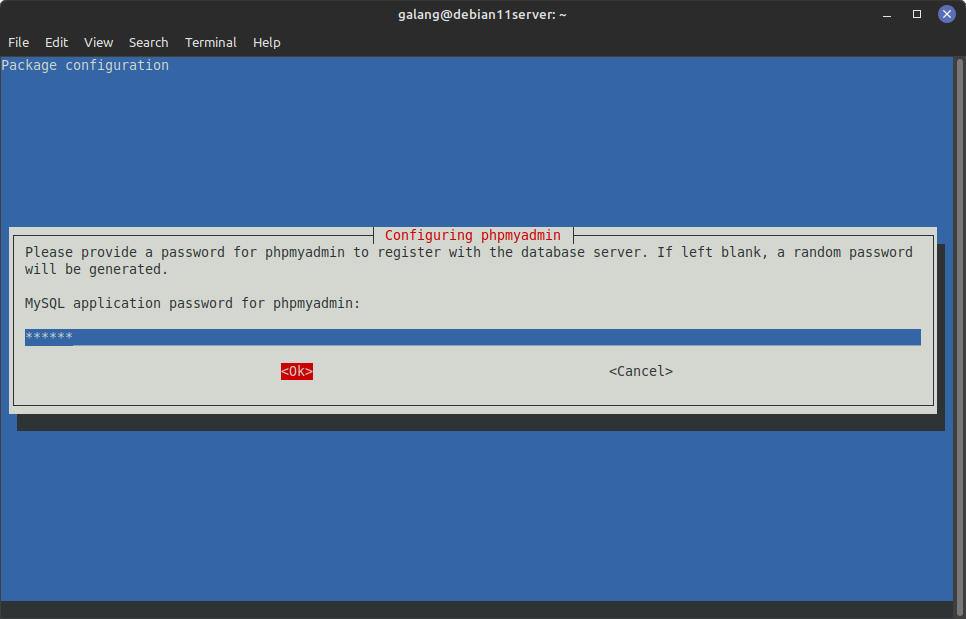 galang@debian11server: ~
File Edit View Search Terminal Help
Package configuration
Configuring phpmyadmin
Please provide a password for phpmyadmin to register with the database server. If left blank, a random password
will be generated.
MySQL application password for phpmyadmin:
******
<Ok> <Cancel>